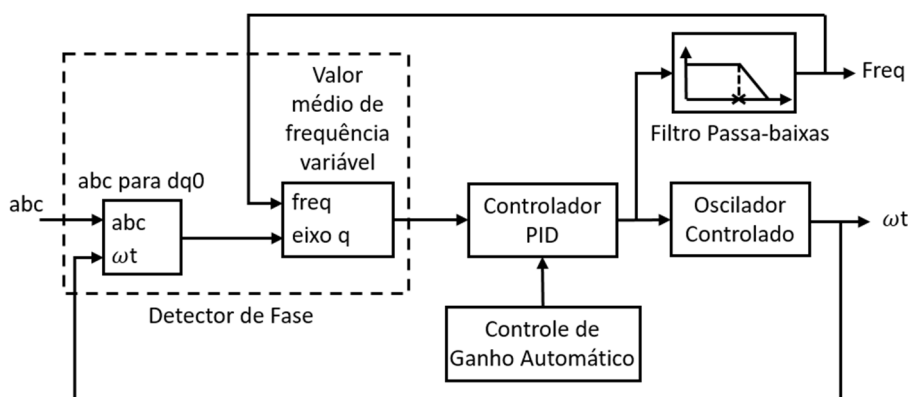 Valor
médio de
frequência
variável
Freq
Filtro Passa-baixas
abc para dq0
abc
abc
ωt
freq
eixo q
Controlador
PID
Oscilador
Controlado
ωt
Detector de Fase
Controle de
Ganho Automático